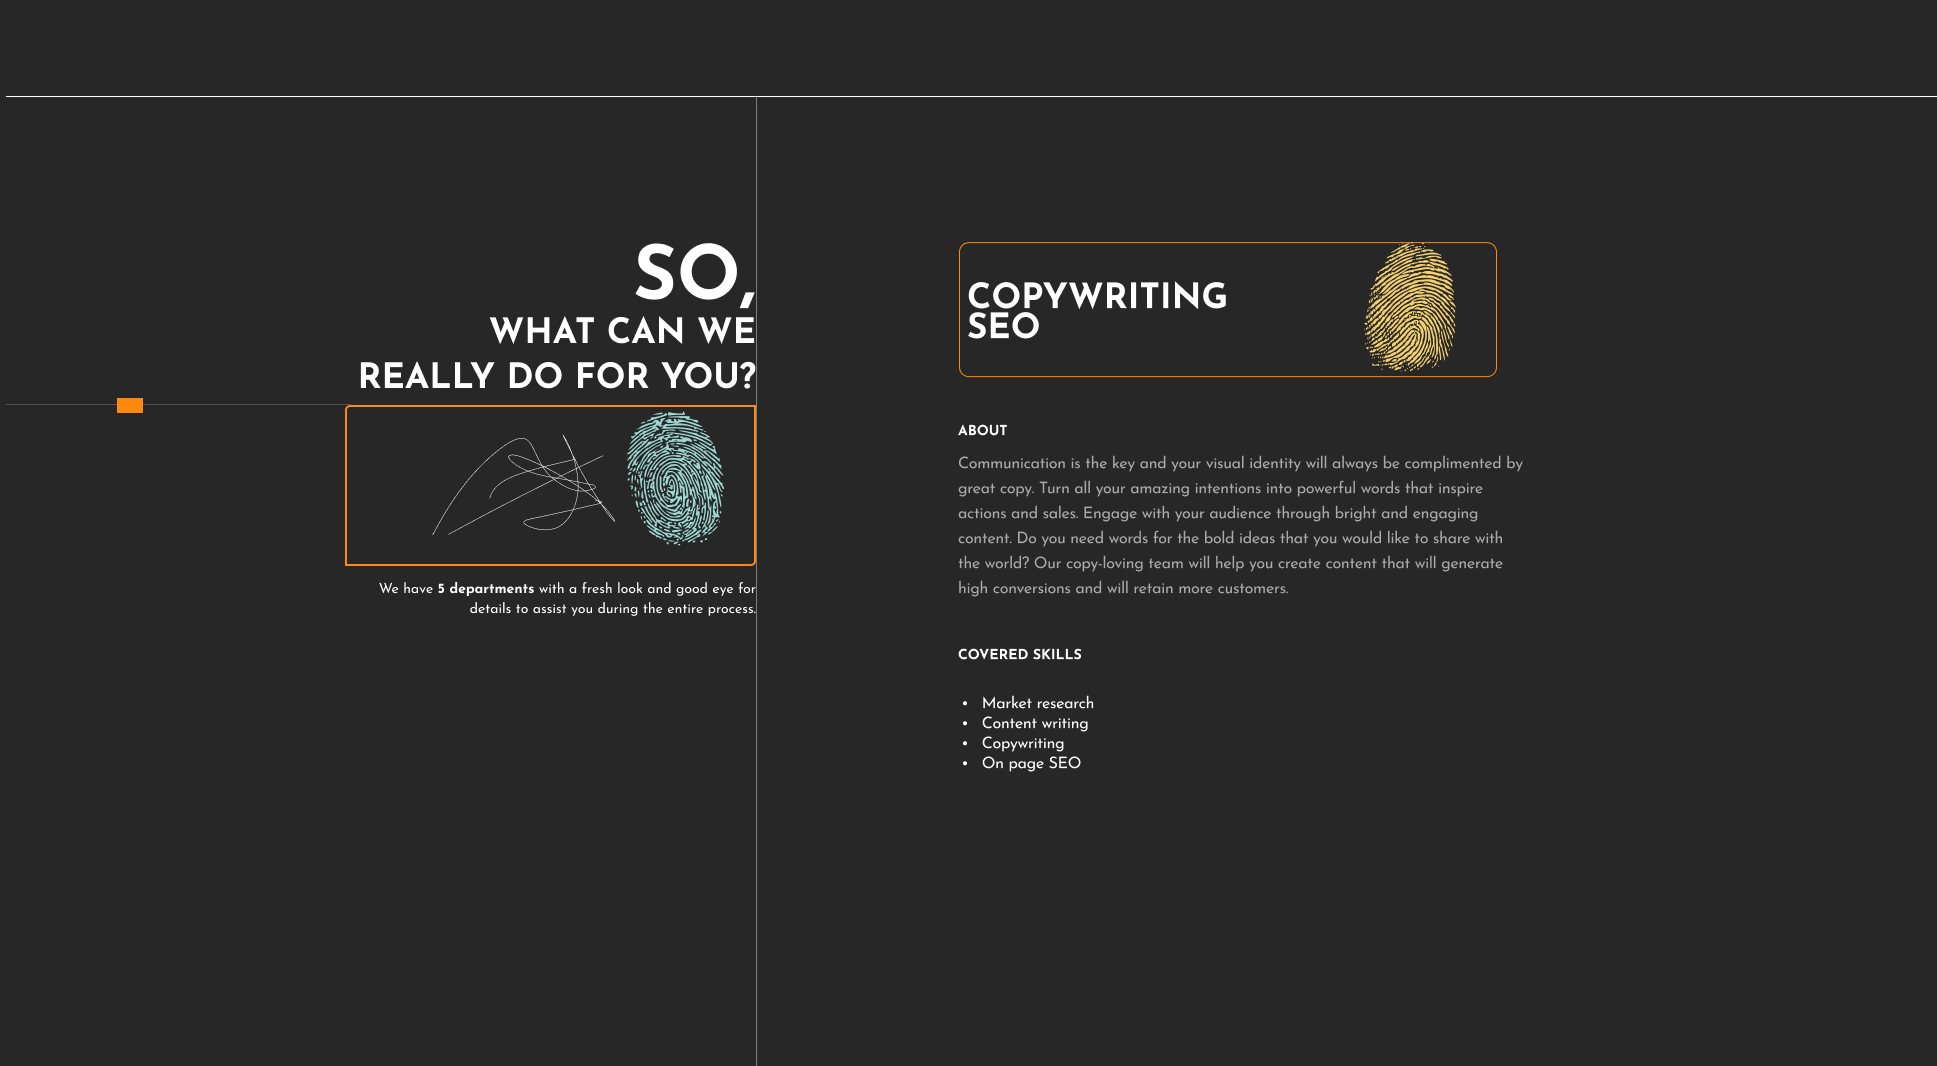 SO,
WHAT CAN WE
REALLY DO FOR YOU?
We have 5 departments with a fresh look and good eye for
details to assist you during the entire process.
COPYWRITING
SEO
ABOUT
Communication is the key and your visual identity will always be complimented by
great copy. Turn all your amazing intentions into powerful words that inspire
actions and sales. Engage with your audience through bright and engaging
content. Do you need words for the bold ideas that you would like to share with
the world? Our copy-loving team will help you create content that will generate
high conversions and will retain more customers.
COVERED SKILLS
• Market research
• Content writing
• Copywriting
• On page SEO